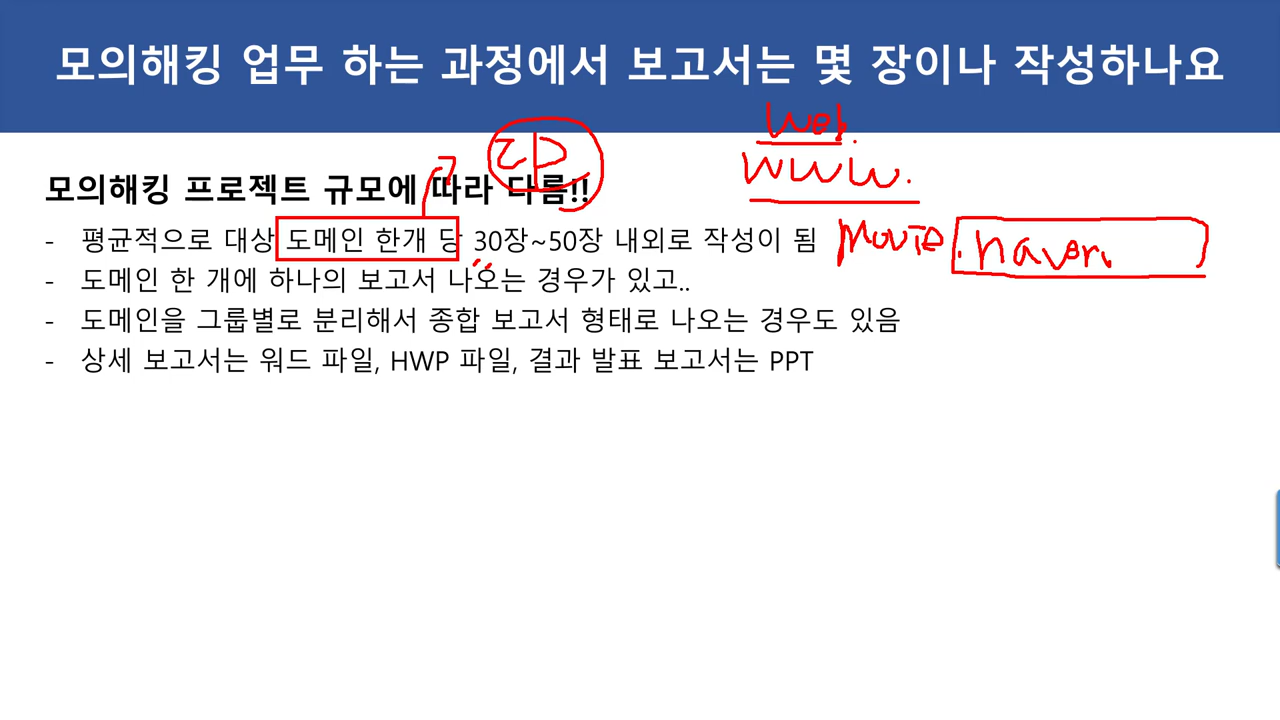 모의해킹 업무 하는 과정에서 보고서는 몇 장이나 작성하나요
web.
www.
모의해킹 프로젝트 규모에 따라 다름!!
- 평균적으로 대상 도메인 한개 당 30장~50장 내외로 작성이 됨
movie.naver.
- 도메인 한 개에 하나의 보고서 나오는 경우가 있고..
- 도메인을 그룹별로 분리해서 종합 보고서 형태로 나오는 경우도 있음
- 상세 보고서는 워드 파일, HWP 파일, 결과 발표 보고서는 PPT